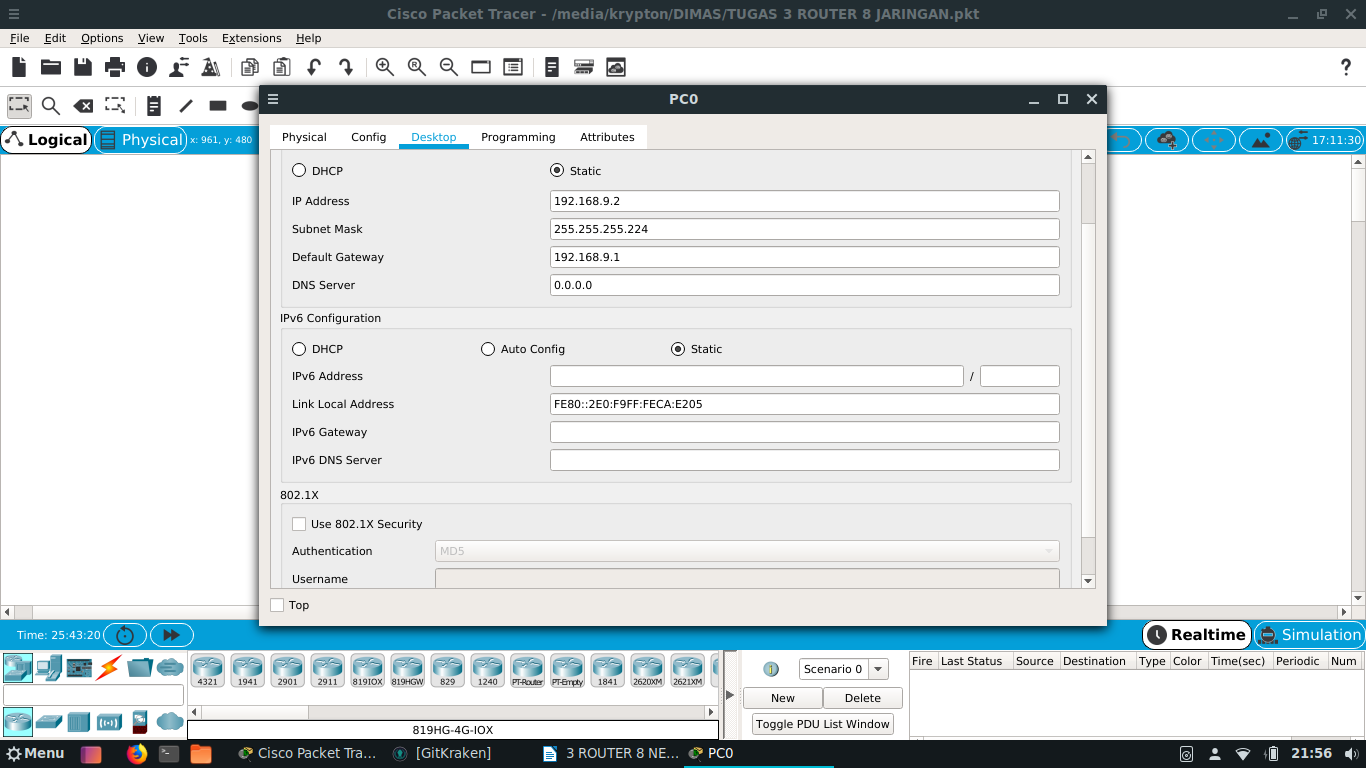 Cisco Packet Tracer - /media/krypton/DIMAS/TUGAS 3 ROUTER 8 JARINGAN.pkt
File Edit Options View Tools Extensions Help
PC0
Logical Physical x: 961, y: 480 17:11:30
Physical Config Desktop Programming Attributes
DHCP Static
IP Address 192.168.9.2
Subnet Mask 255.255.255.224
Default Gateway 192.168.9.1
DNS Server 0.0.0.0
IPv6 Configuration
DHCP Auto Config Static
IPv6 Address /
Link Local Address FE80::2E0:F9FF:FECA:E205
IPv6 Gateway
IPv6 DNS Server
802.1X
Use 802.1X Security
Authentication MD5
Username
Top
Time: 25:43:20 Realtime Simulation
4321 1941 2901 2911 819IOX 819HGW 829 1240 PT-Router PT-Empty 1841 2620XM 2621XM
819HG-4G-IOX
Scenario 0
New Delete
Toggle PDU List Window
Fire Last Status Source Destination Type Color Time(sec) Periodic Num
Menu Cisco Packet Tra... [GitKraken] 3 ROUTER 8 NE... PC0 21:56